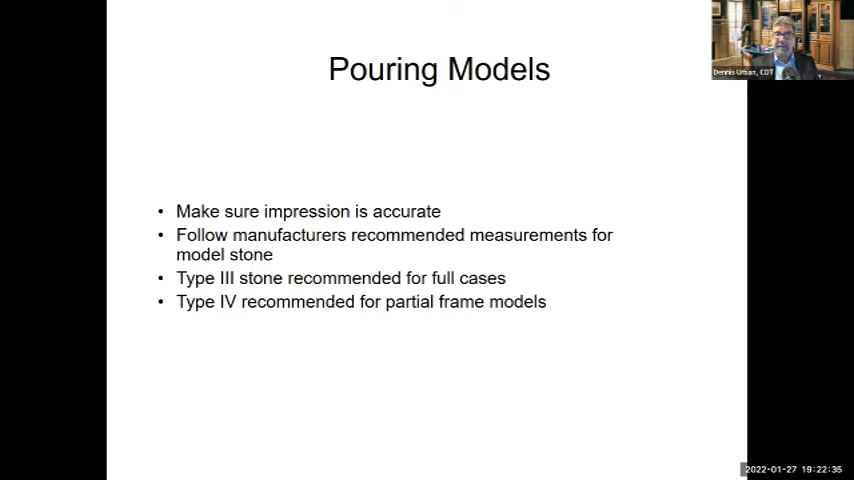 Pouring Models
Dennis Urban, CDT
• Make sure impression is accurate
• Follow manufacturers recommended measurements for
model stone
• Type III stone recommended for full cases
• Type IV recommended for partial frame models
2022-01-27 19:22:35